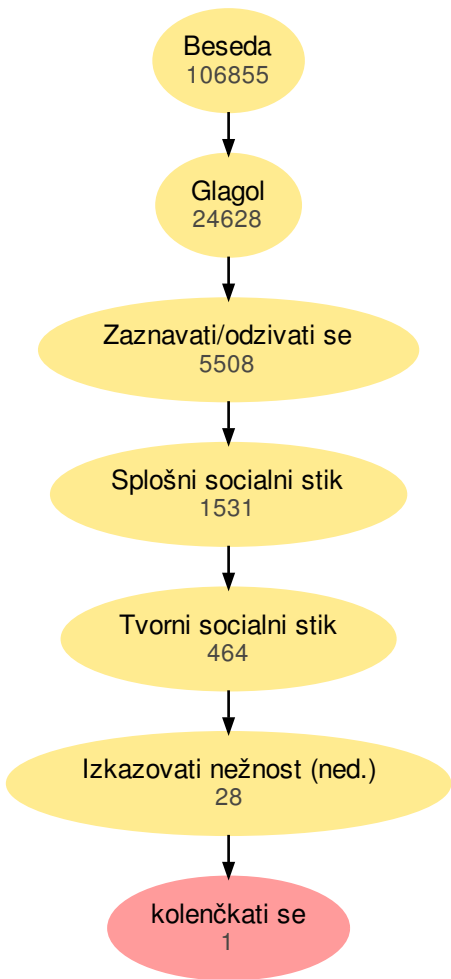 Beseda
106855
Glagol
24628
Zaznavati/odzivati se
5508
Splošni socialni stik
1531
Tvorni socialni stik
464
Izkazovati nežnost (ned.)
28
kolenčkati se
1